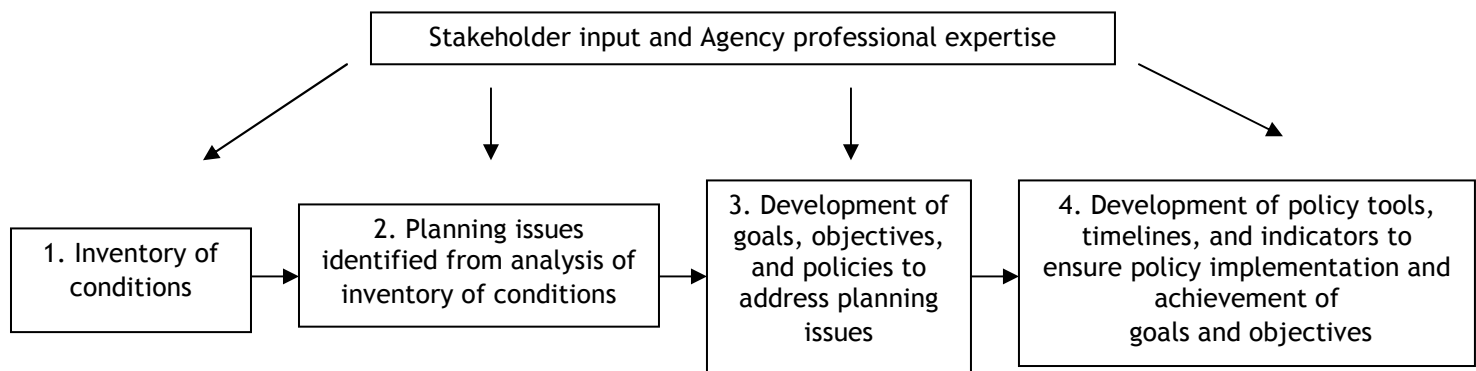 Stakeholder input and Agency professional expertise
1. Inventory of
conditions
2. Planning issues
identified from analysis of
inventory of conditions
3. Development of
goals, objectives,
and policies to
address planning
issues
4. Development of policy tools,
timelines, and indicators to
ensure policy implementation and
achievement of
goals and objectives